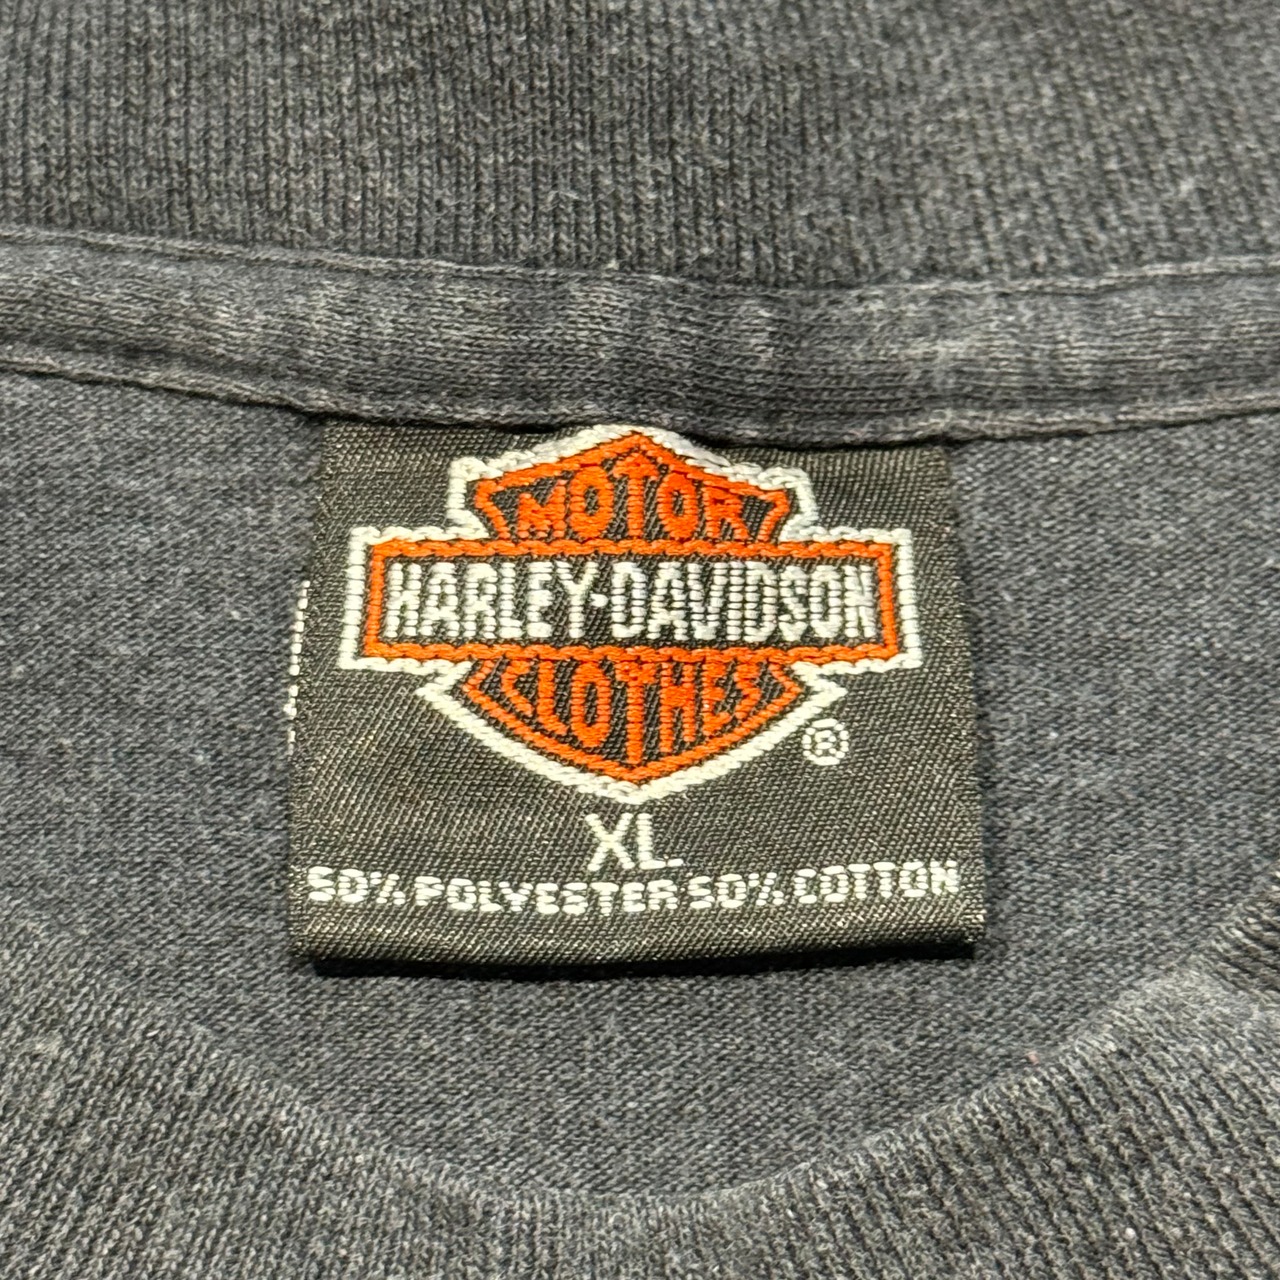 MOTOR
HARLEY-DAVIDSON
CLOTHES
®
XL
50% POLYESTER 50% COTTON